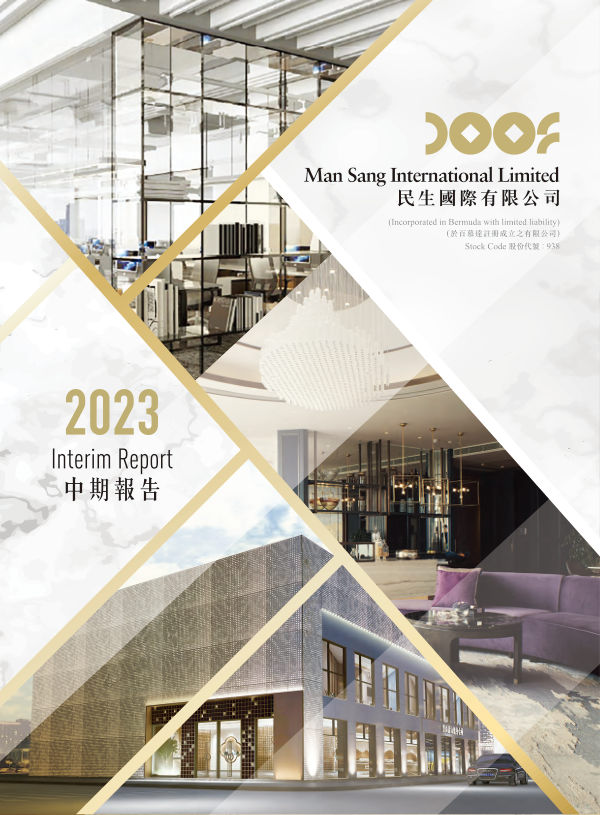 Man Sang International Limited
民生國際有限公司
(Incorporated in Bermuda with limited liability)
(於百慕達註冊成立之有限公司)
Stock Code 股份代號：938
2023
Interim Report
中期報告